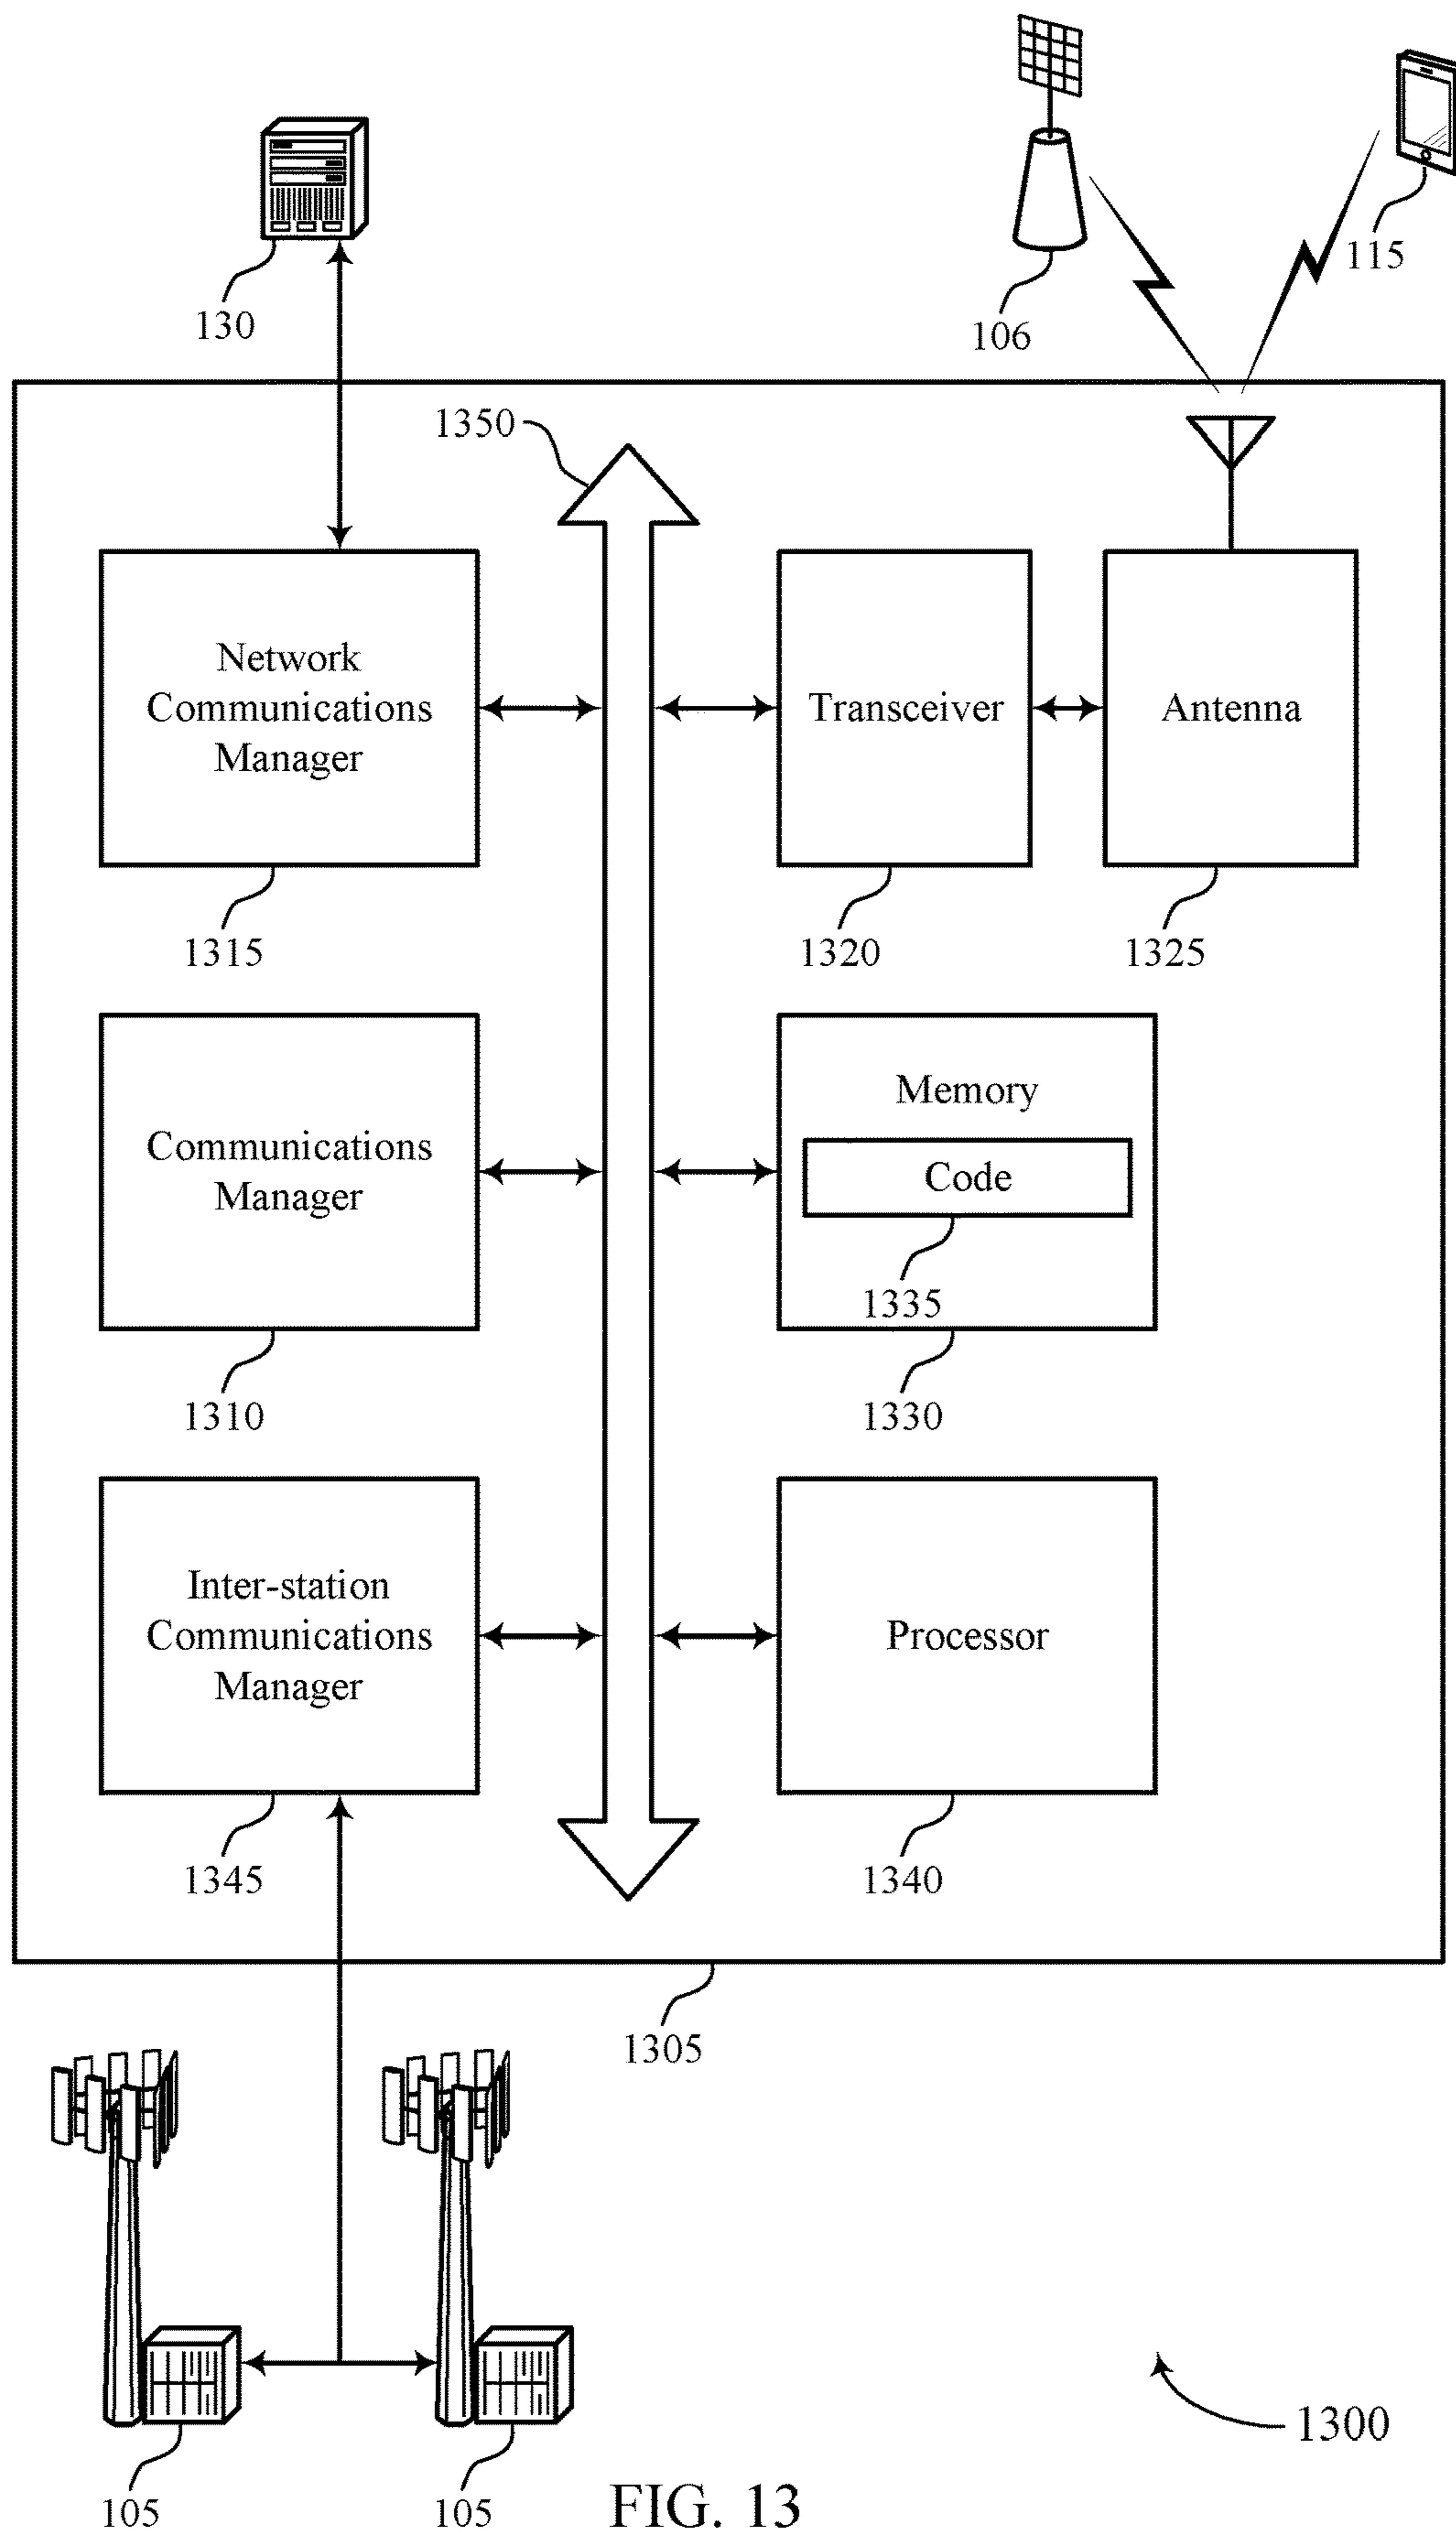 130
106
115
1350
Network
Communications
Manager
Transceiver
Antenna
1315
1320
1325
Communications
Manager
Memory
Code
1335
1310
1330
Inter-station
Communications
Manager
Processor
1345
1340
1305
1300
105
105
FIG. 13